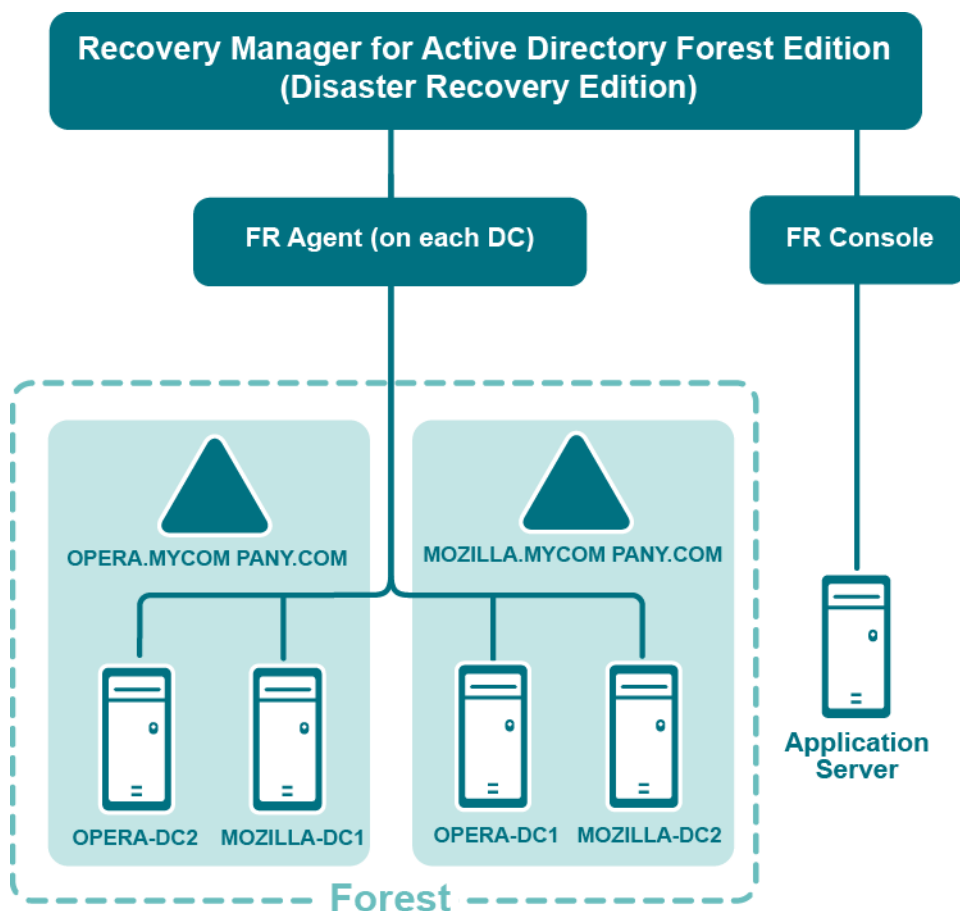 Recovery Manager for Active Directory Forest Edition
(Disaster Recovery Edition)
FR Agent (on each DC)
FR Console
OPERA.MYCOM PANY.COM
MOZILLA.MYCOM PANY.COM
OPERA-DC2
MOZILLA-DC1
OPERA-DC1
MOZILLA-DC2
Application
Server
Forest